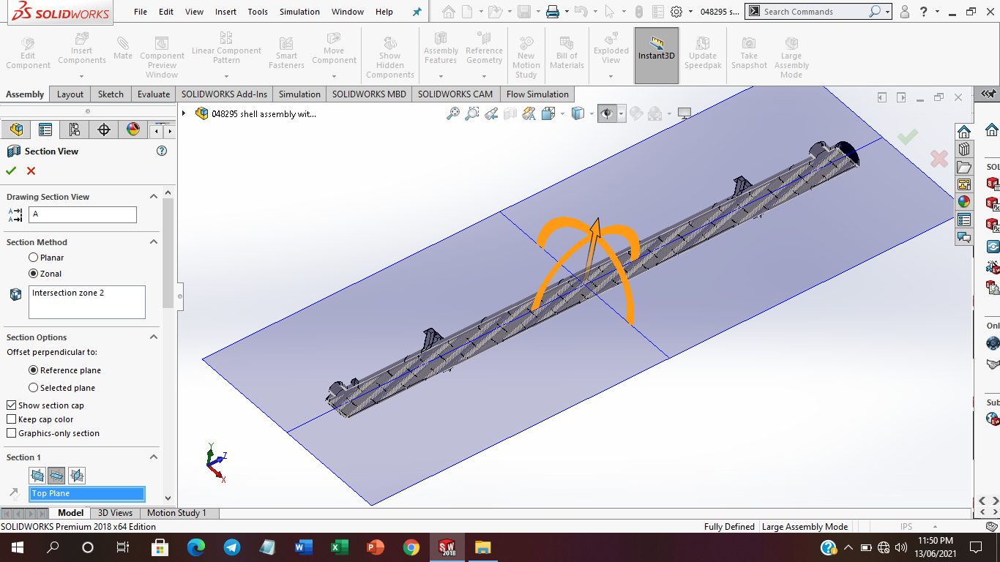 SOLIDWORKS
File Edit View Insert Tools Simulation Window Help
048295 s...
Search Commands
Edit Component
Insert Components
Mate
Component Preview Window
Linear Component Pattern
Smart Fasteners
Move Component
Show Hidden Components
Assembly Features
Reference Geometry
New Motion Study
Bill of Materials
Exploded View
Instant3D
Update Speedpak
Take Snapshot
Large Assembly Mode
Assembly Layout Sketch Evaluate SOLIDWORKS Add-Ins Simulation SOLIDWORKS MBD SOLIDWORKS CAM Flow Simulation
048295 shell assembly wit...
Section View
Drawing Section View
A
Section Method
Planar
Zonal
Intersection zone 2
Section Options
Offset perpendicular to:
Reference plane
Selected plane
Show section cap
Keep cap color
Graphics-only section
Section 1
Top Plane
Y
Z
X
SOL
Onl
Sub
Model 3D Views Motion Study 1
SOLIDWORKS Premium 2018 x64 Edition
Fully Defined Large Assembly Mode IPS
SW 2018
11:50 PM
13/06/2021